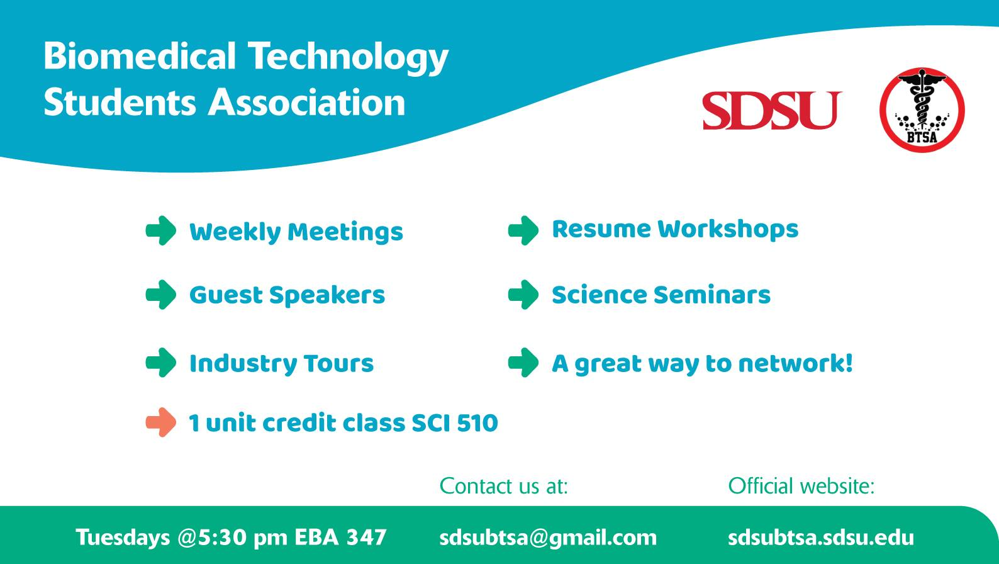 Biomedical Technology
Students Association
SDSU
BTSA
Weekly Meetings
Resume Workshops
Guest Speakers
Science Seminars
Industry Tours
A great way to network!
1 unit credit class SCI 510
Contact us at:
Official website:
Tuesdays @5:30 pm EBA 347
sdsubtsa@gmail.com
sdsubtsa.sdsu.edu